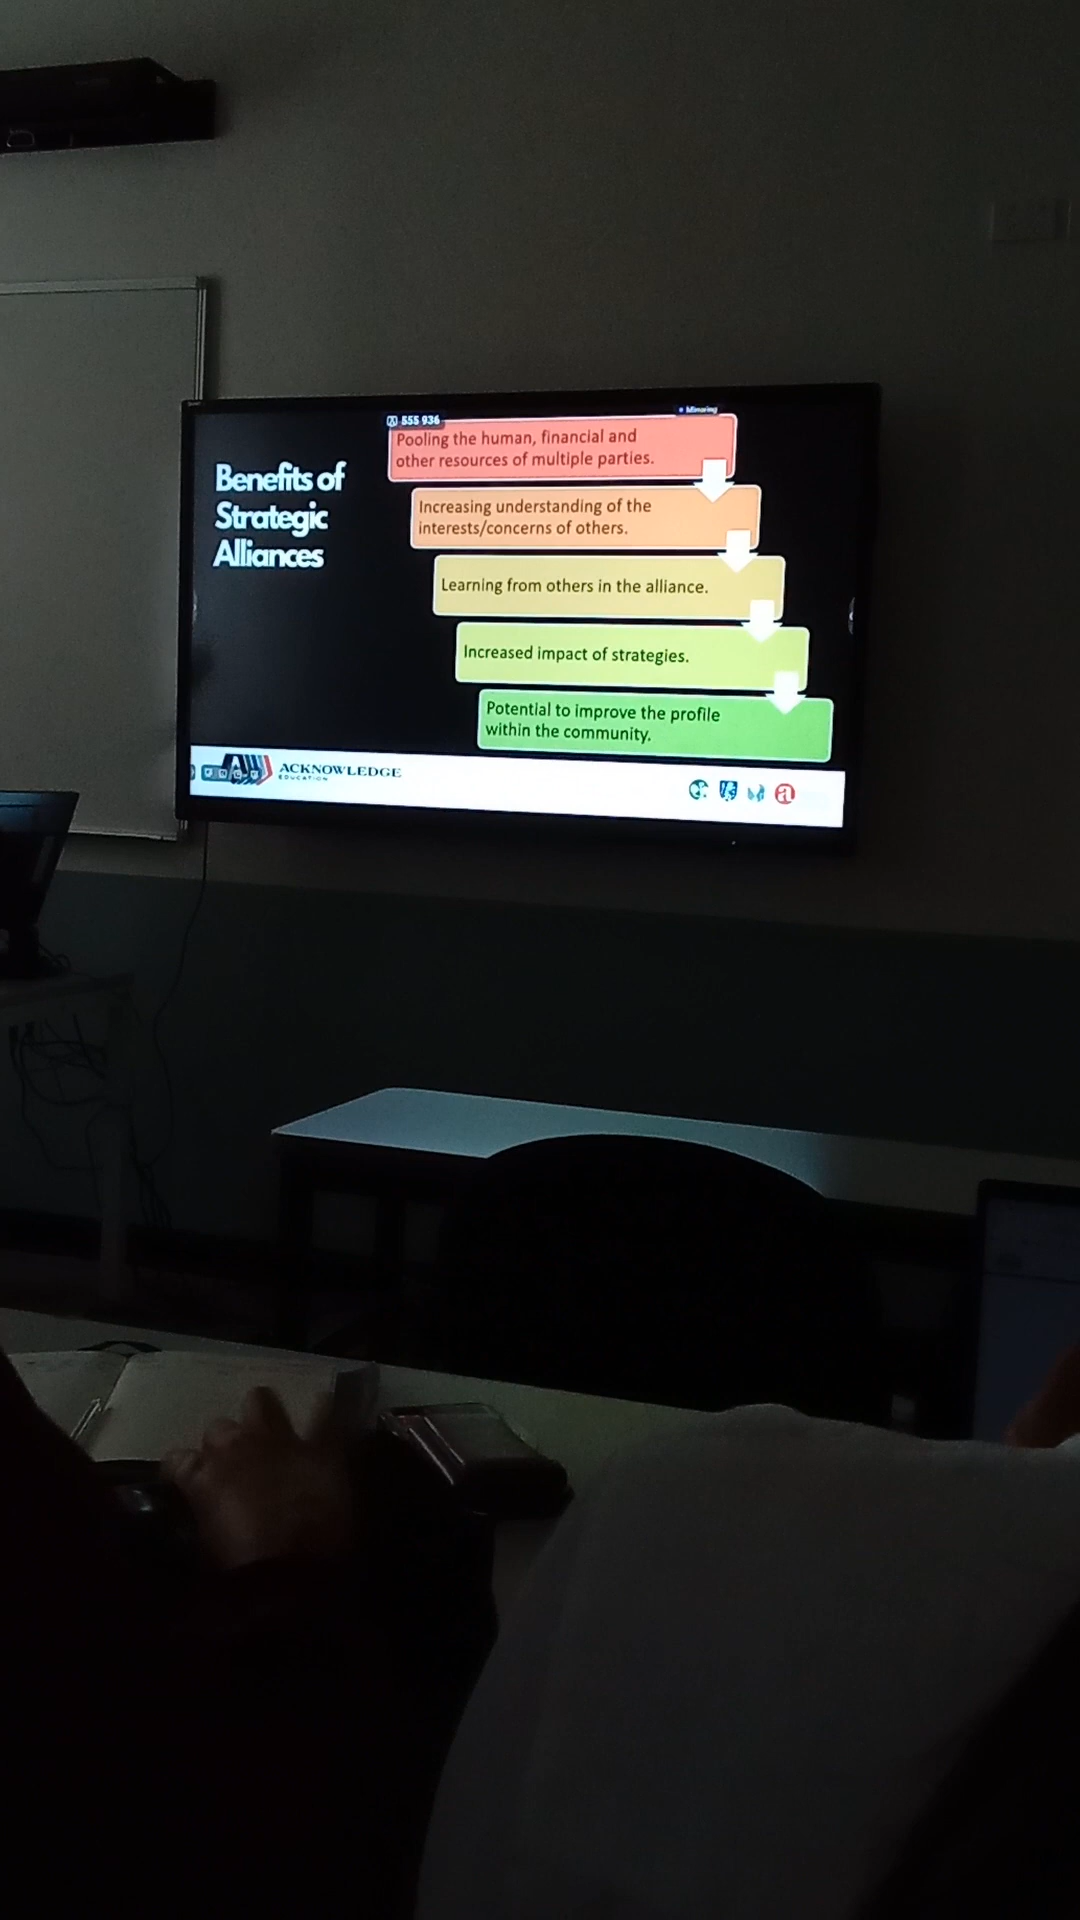 555 936
Mirroring
Benefits of
Strategic
Alliances
Pooling the human, financial and
other resources of multiple parties.
Increasing understanding of the
interests/concerns of others.
Learning from others in the alliance.
Increased impact of strategies.
Potential to improve the profile
within the community.
ACKNOWLEDGE
EDUCATION
a